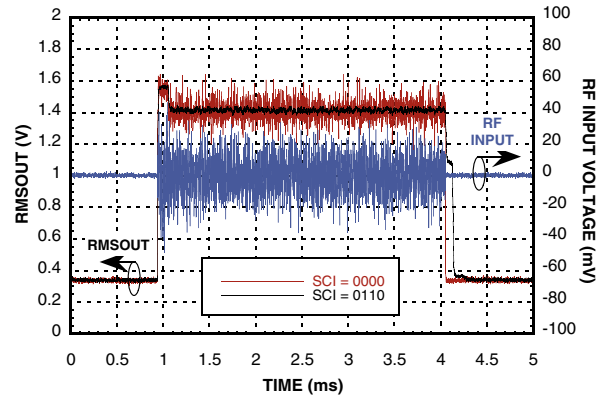 RMSOUT (V)
2
1.8
1.6
1.4
1.2
1
0.8
0.6
0.4
0.2
0
100
80
60
40
20
0
-20
-40
-60
-80
-100
RF INPUT VOLTAGE (mV)
RF
INPUT
RMSOUT
SCI = 0000
SCI = 0110
0 0.5 1 1.5 2 2.5 3 3.5 4 4.5 5
TIME (ms)